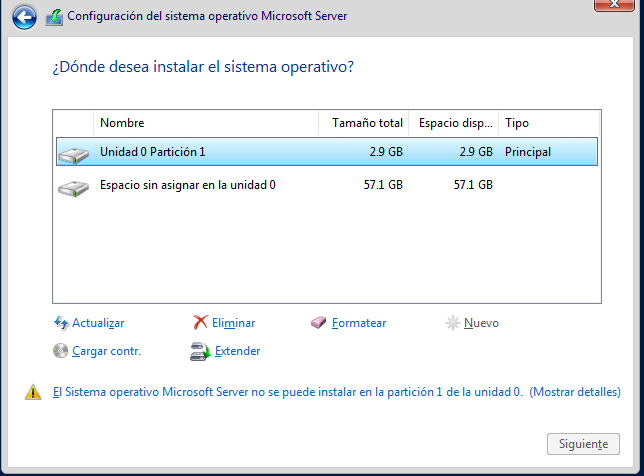 Configuración del sistema operativo Microsoft Server
¿Dónde desea instalar el sistema operativo?
Nombre Tamaño total Espacio disp... Tipo
Unidad 0 Partición 1 2.9 GB 2.9 GB Principal
Espacio sin asignar en la unidad 0 57.1 GB 57.1 GB
Actualizar Eliminar Formatear Nuevo
Cargar contr. Extender
El Sistema operativo Microsoft Server no se puede instalar en la partición 1 de la unidad 0. (Mostrar detalles)
Siguiente